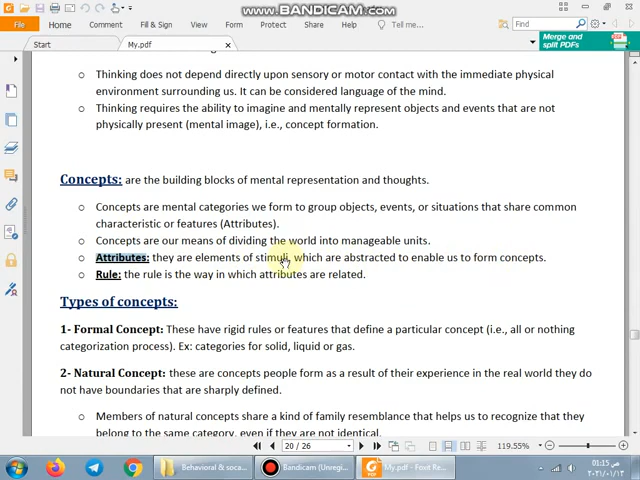 www.BANDICAM.com
File Home Comment View Form Protect Share Help Fill & Sign Tell me... Find
Start My.pdf
Merge and split PDFs
o Thinking does not depend directly upon sensory or motor contact with the immediate physical
environment surrounding us. It can be considered language of the mind.
o Thinking requires the ability to imagine and mentally represent objects and events that are not
physically present (mental image), i.e., concept formation.
Concepts: are the building blocks of mental representation and thoughts.
o Concepts are mental categories we form to group objects, events, or situations that share common
characteristic or features (Attributes).
o Concepts are our means of dividing the world into manageable units.
o Attributes: they are elements of stimuli, which are abstracted to enable us to form concepts.
o Rule: the rule is the way in which attributes are related.
Types of concepts:
1- Formal Concept: These have rigid rules or features that define a particular concept (i.e., all or nothing
categorization process). Ex: categories for solid, liquid or gas.
2- Natural Concept: these are concepts people form as a result of their experience in the real world they do
not have boundaries that are sharply defined.
o Members of natural concepts share a kind of family resemblance that helps us to recognize that they
belong to the same category, even if they are not identical.
20 / 26 119.55%
Behavioral & soca... Bandicam (Unregi... My.pdf - Foxit Re... 01:15 ص
٢٠٢١/٠١/١٣